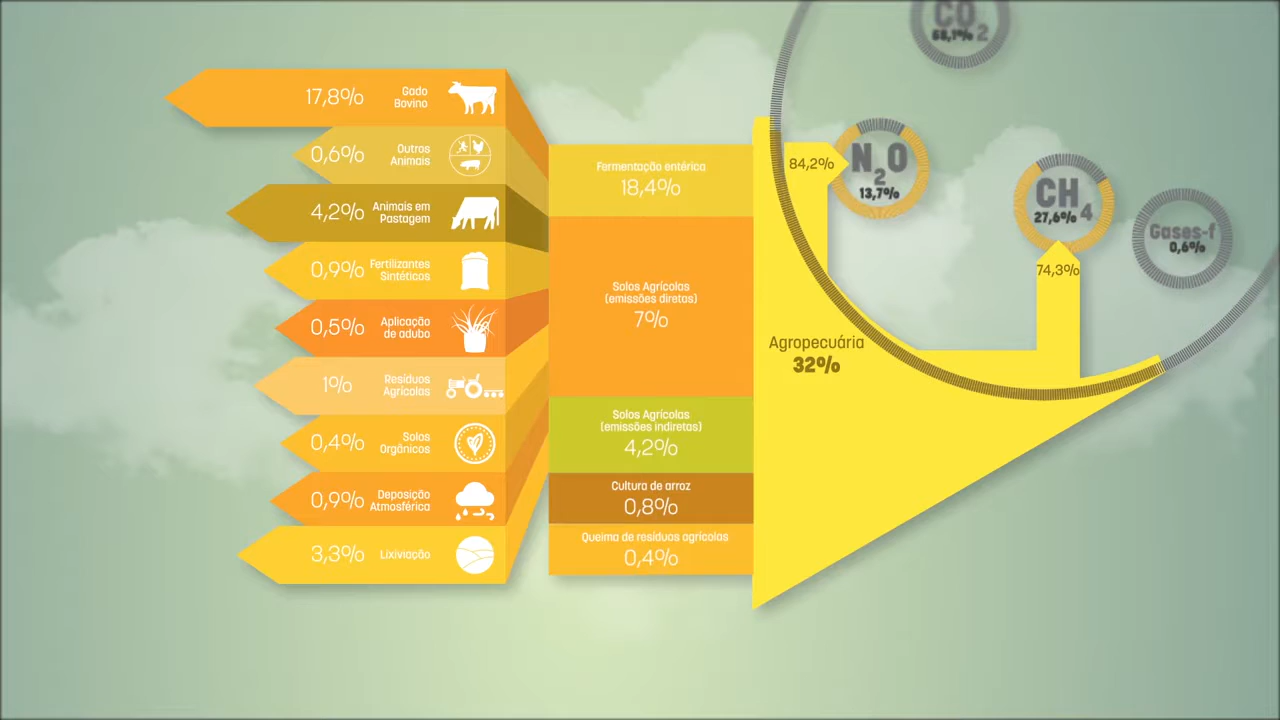 17,8%
Gado
Bovino
0,6%
Outros
Animais
4,2%
Animais em
Pastagem
0,9%
Fertilizantes
Sintéticos
0,5%
Aplicação
de adubo
1%
Resíduos
Agrícolas
0,4%
Solos
Orgânicos
0,9%
Deposição
Atmosférica
3,3%
Lixiviação
Fermentação entérica
18,4%
Solos Agrícolas
(emissões diretas)
7%
Solos Agrícolas
(emissões indiretas)
4,2%
Cultura de arroz
0,8%
Queima de resíduos agrícolas
0,4%
Agropecuária
32%
84,2%
N2O
13,7%
CO2
58,1%
CH4
27,6%
74,3%
Gases-f
0,6%